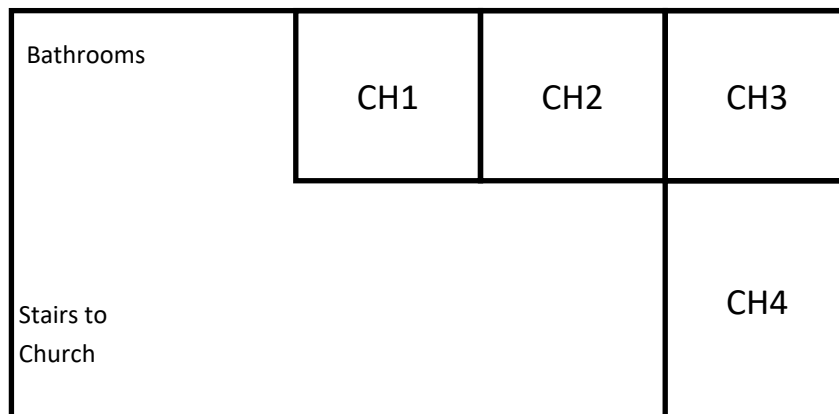 Bathrooms
CH1 CH2 CH3
CH4
Stairs to
Church